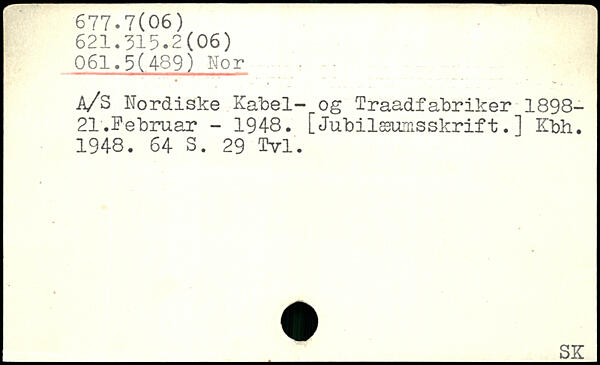 677.7(06)
621.315.2(06)
061.5(489) Nor
A/S Nordiske Kabel- og Traadfabriker 1898-
21.Februar - 1948. [Jubilæumsskrift.] Kbh.
1948. 64 S. 29 Tvl.
SK